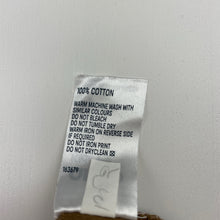 100% COTTON
WARM MACHINE WASH WITH
SIMILAR COLOURS
DO NOT BLEACH
DO NOT TUMBLE DRY
WARM IRON ON REVERSE SIDE
IF REQUIRED
DO NOT IRON PRINT
DO NOT DRYCLEAN
163679